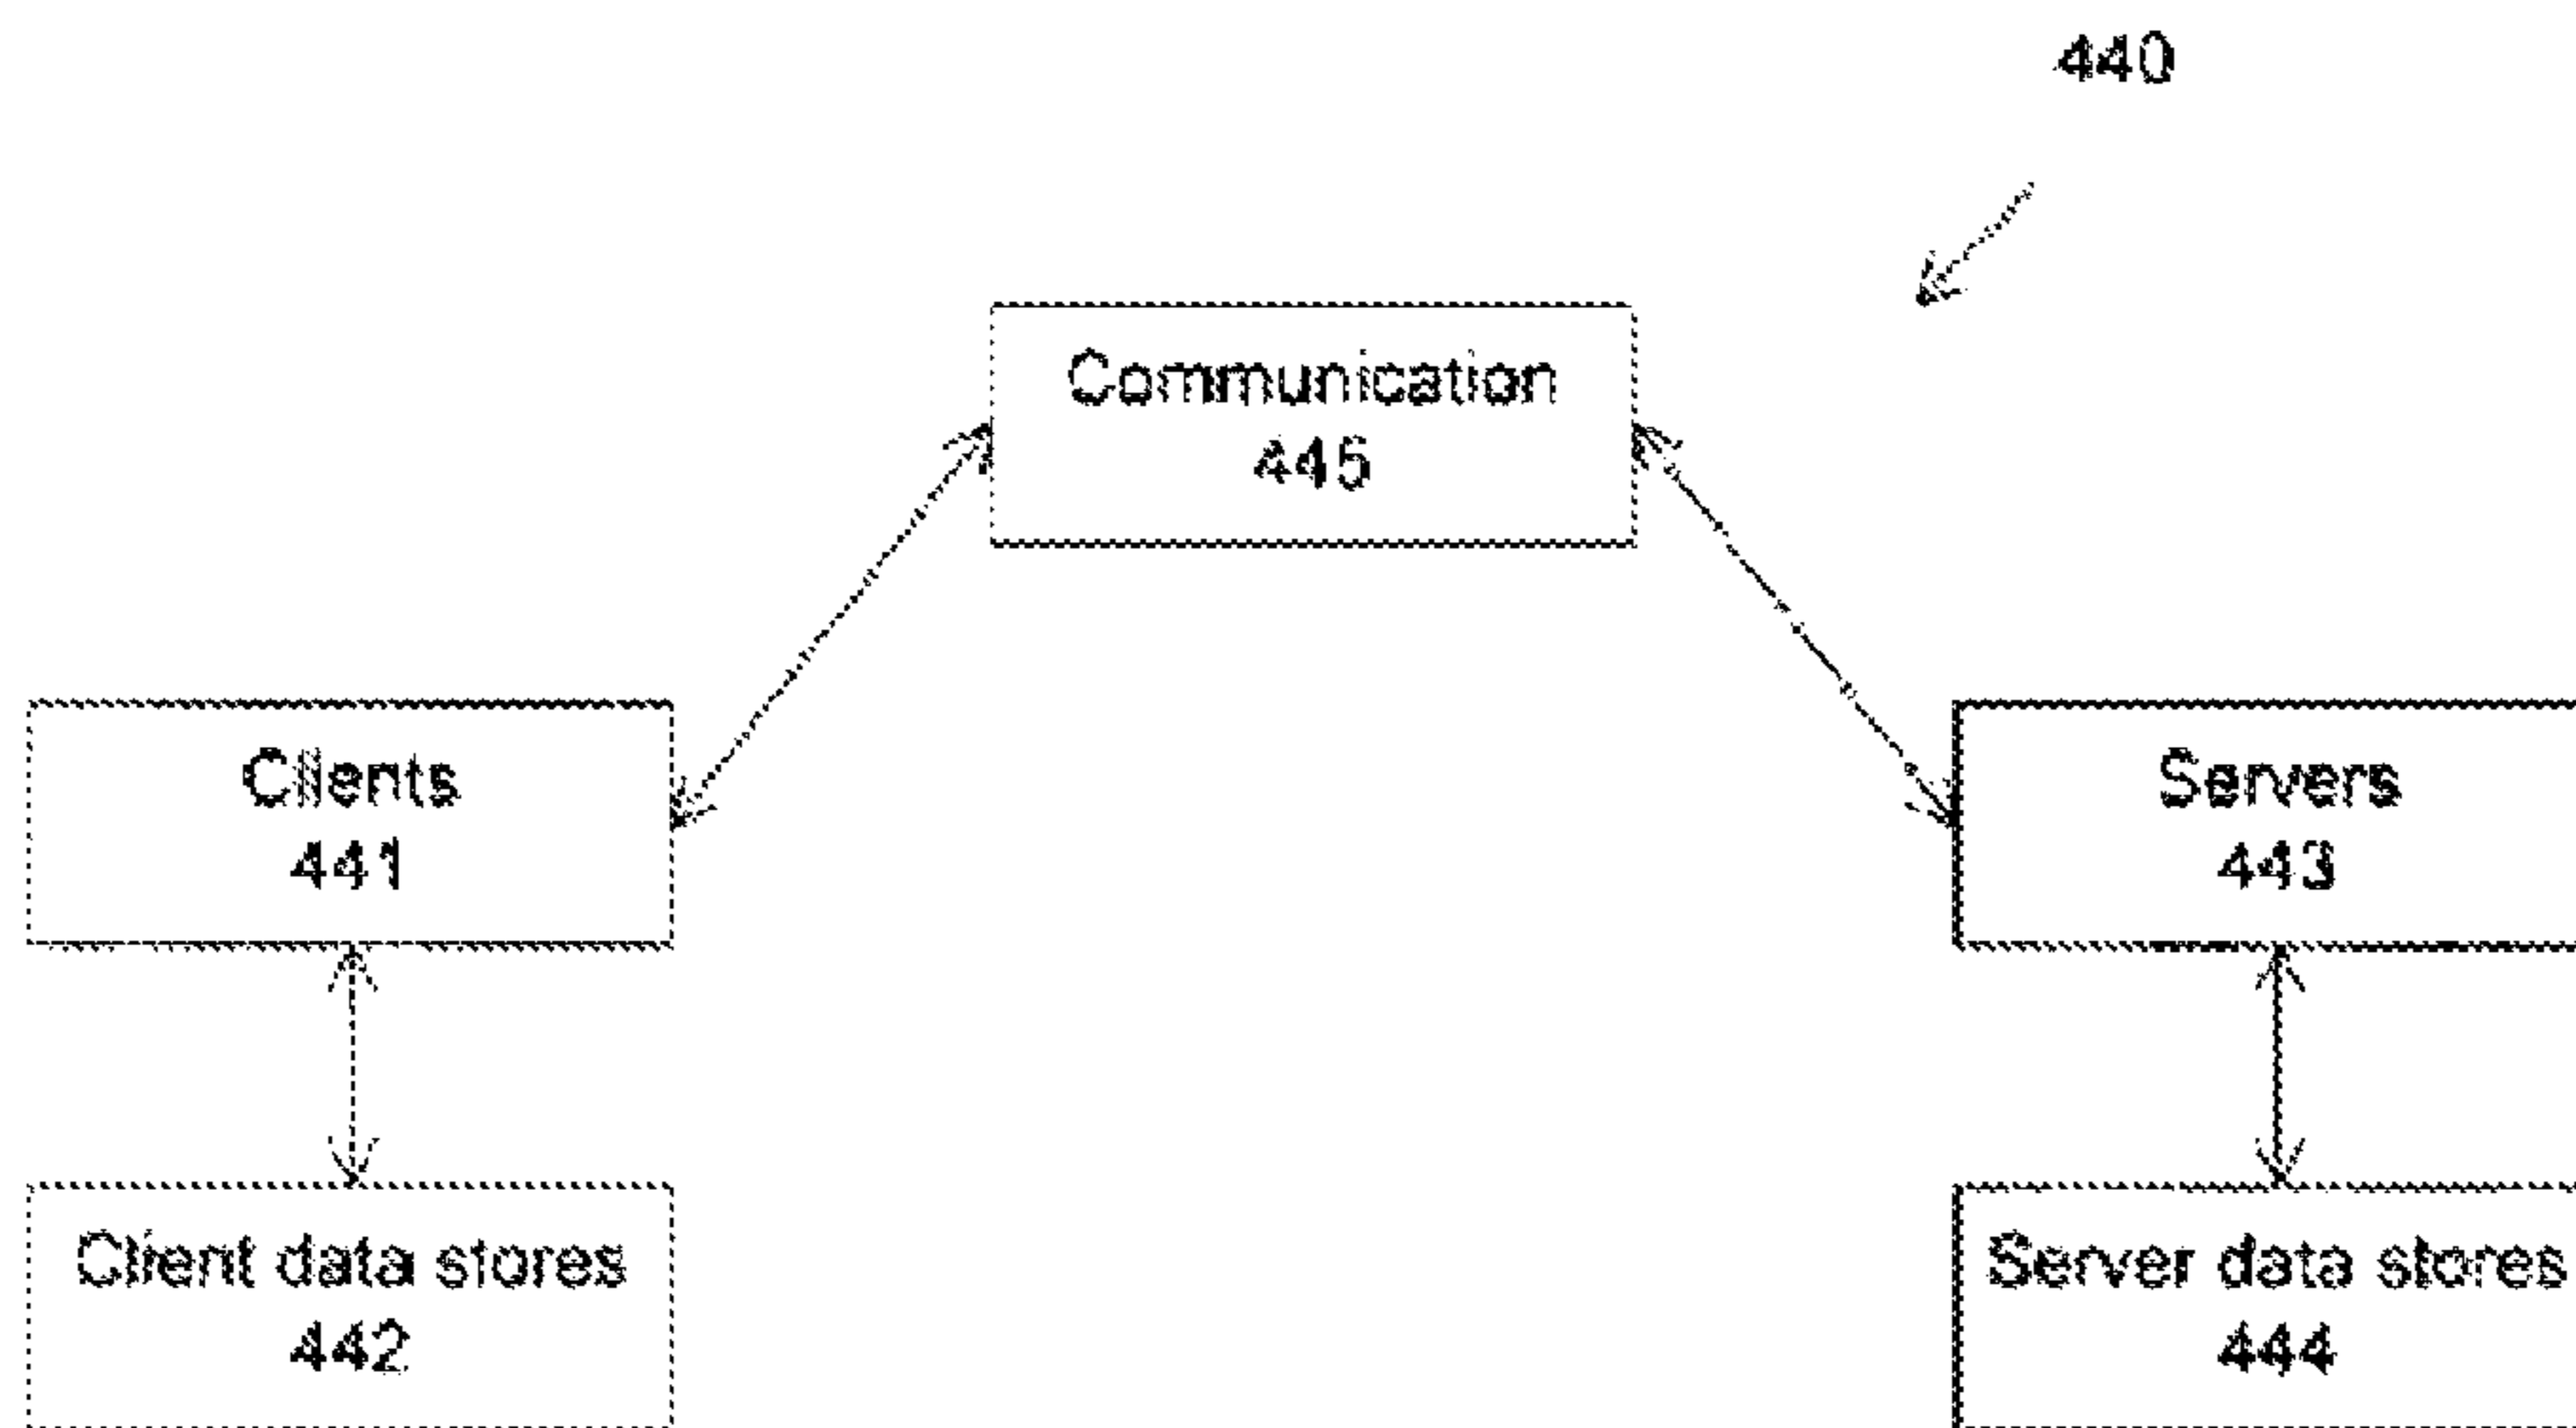 440
Communication
445
Clients
441
Servers
443
Client data stores
442
Server data stores
444